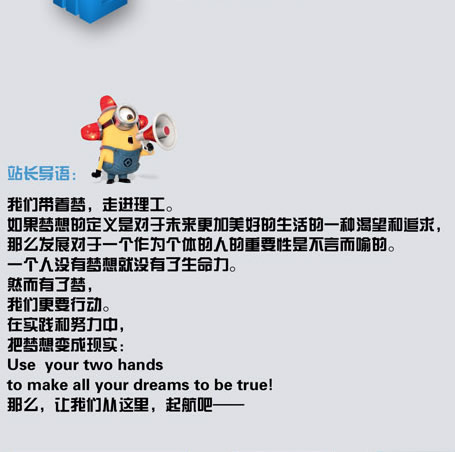 站长导语：
我们带着梦，走进理工。
如果梦想的定义是对于未来更加美好的生活的一种渴望和追求，
那么发展对于一个作为个体的人的重要性是不言而喻的。
一个人没有梦想就没有了生命力。
然而有了梦，
我们更要行动。
在实践和努力中，
把梦想变成现实：
Use  your two hands
to make all your dreams to be true!
那么，让我们从这里，起航吧——